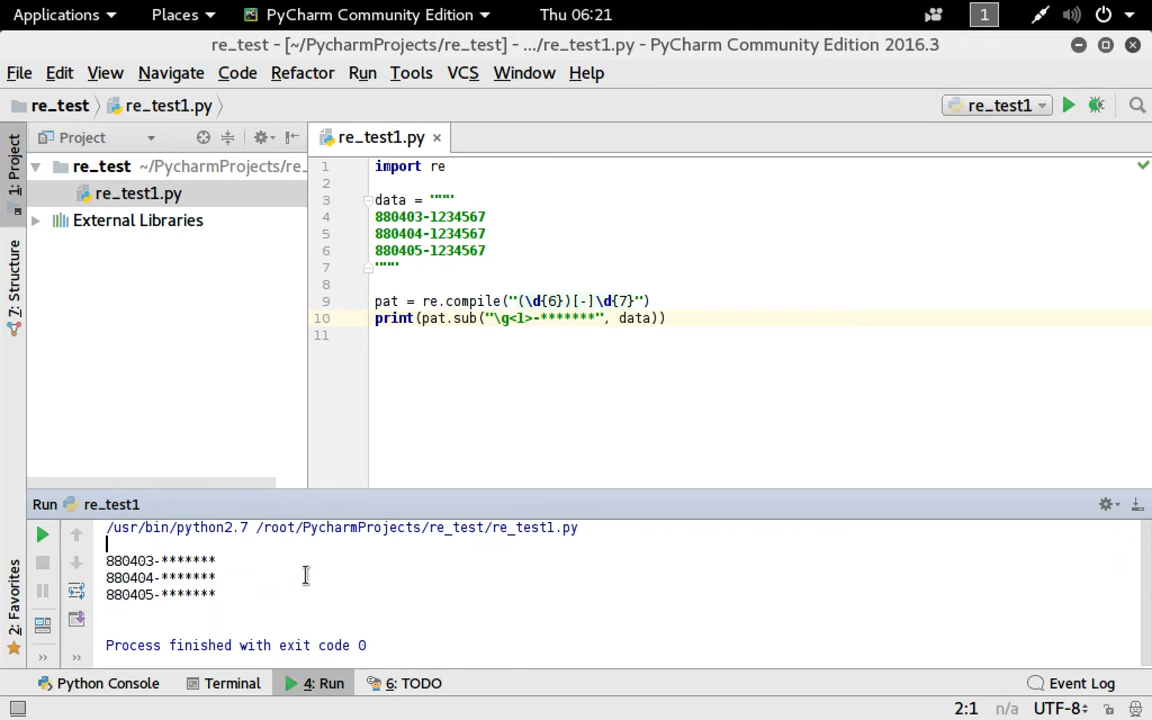 Applications Places PyCharm Community Edition Thu 06:21 1
re_test - [~/PycharmProjects/re_test] - .../re_test1.py - PyCharm Community Edition 2016.3
File Edit View Navigate Code Refactor Run Tools VCS Window Help
re_test re_test1.py re_test1
1: Project
Project
re_test1.py
re_test ~/PycharmProjects/re_
re_test1.py
External Libraries
7: Structure
2: Favorites
1 import re
2
3 data = """
4 880403-1234567
5 880404-1234567
6 880405-1234567
7 """
8
9 pat = re.compile("(\d{6})[-]\d{7}")
10 print(pat.sub("\g<1>-*******", data))
11
Run re_test1
/usr/bin/python2.7 /root/PycharmProjects/re_test/re_test1.py
880403-*******
880404-*******
880405-*******
Process finished with exit code 0
Python Console Terminal 4: Run 6: TODO Event Log
2:1 n/a UTF-8